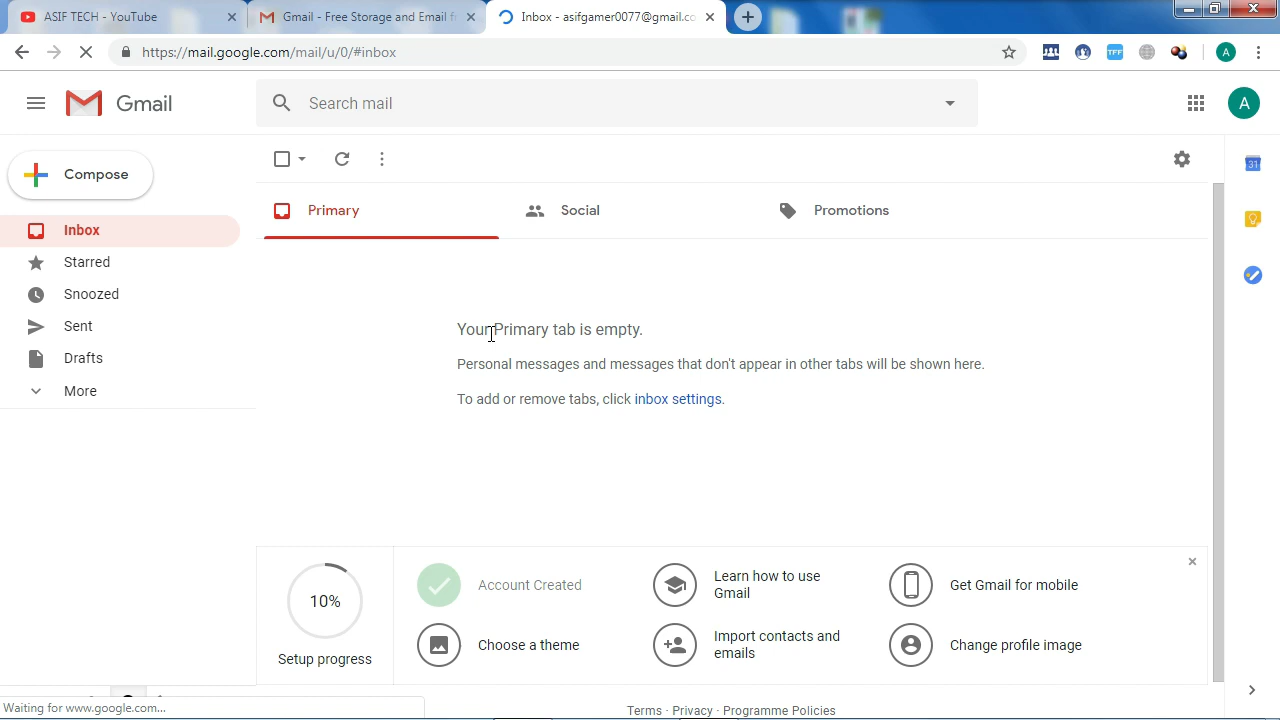 ASIF TECH - YouTube
Gmail - Free Storage and Email f
Inbox - asifgamer0077@gmail.co
https://mail.google.com/mail/u/0/#inbox
TFF
A
Gmail
Search mail
A
Compose
31
Primary
Social
Promotions
Inbox
Starred
Snoozed
Sent
Drafts
More
Your Primary tab is empty.
Personal messages and messages that don't appear in other tabs will be shown here.
To add or remove tabs, click inbox settings.
10%
Setup progress
Account Created
Learn how to use
Gmail
Get Gmail for mobile
Choose a theme
Import contacts and
emails
Change profile image
Waiting for www.google.com...
Terms · Privacy · Programme Policies